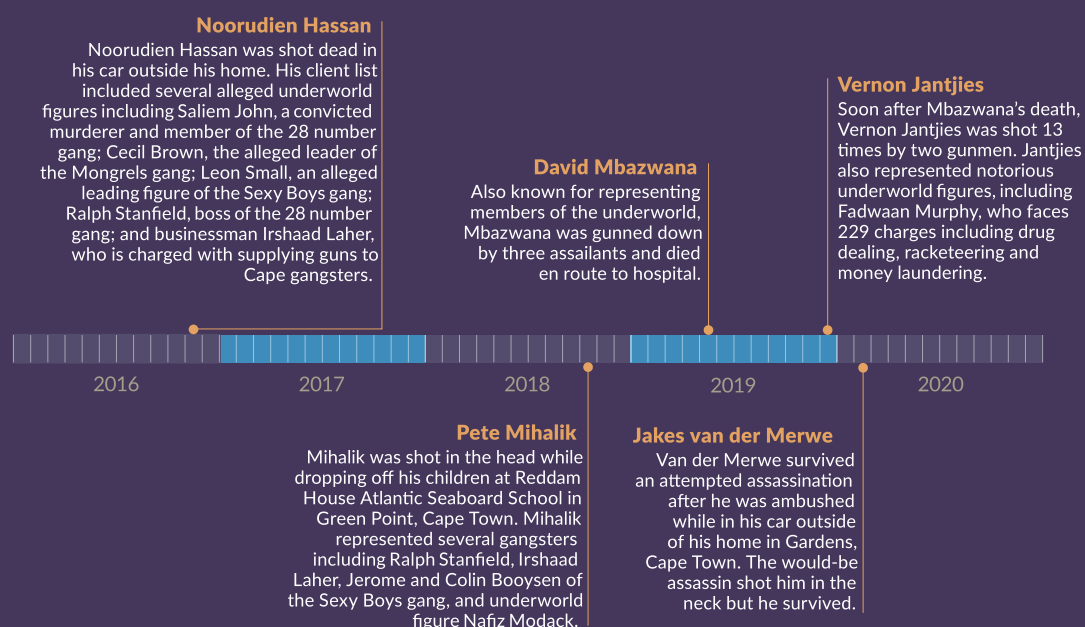 Noorudien Hassan
Noorudien Hassan was shot dead in
his car outside his home. His client list
included several alleged underworld
figures including Saliem John, a convicted
murderer and member of the 28 number
gang; Cecil Brown, the alleged leader of
the Mongrels gang; Leon Small, an alleged
leading figure of the Sexy Boys gang;
Ralph Stanfield, boss of the 28 number
gang; and businessman Irshaad Laher,
who is charged with supplying guns to
Cape gangsters.
David Mbazwana
Also known for representing
members of the underworld,
Mbazwana was gunned down
by three assailants and died
en route to hospital.
Vernon Jantjies
Soon after Mbazwana’s death,
Vernon Jantjies was shot 13
times by two gunmen. Jantjies
also represented notorious
underworld figures, including
Fadwaan Murphy, who faces
229 charges including drug
dealing, racketeering and
money laundering.
2016
2017
2018
2019
2020
Pete Mihalik
Mihalik was shot in the head while
dropping off his children at Reddam
House Atlantic Seaboard School in
Green Point, Cape Town. Mihalik
represented several gangsters
including Ralph Stanfield, Irshaad
Laher, Jerome and Colin Booysen of
the Sexy Boys gang, and underworld
figure Nafiz Modack.
Jakes van der Merwe
Van der Merwe survived
an attempted assassination
after he was ambushed
while in his car outside
of his home in Gardens,
Cape Town. The would-be
assassin shot him in the
neck but he survived.